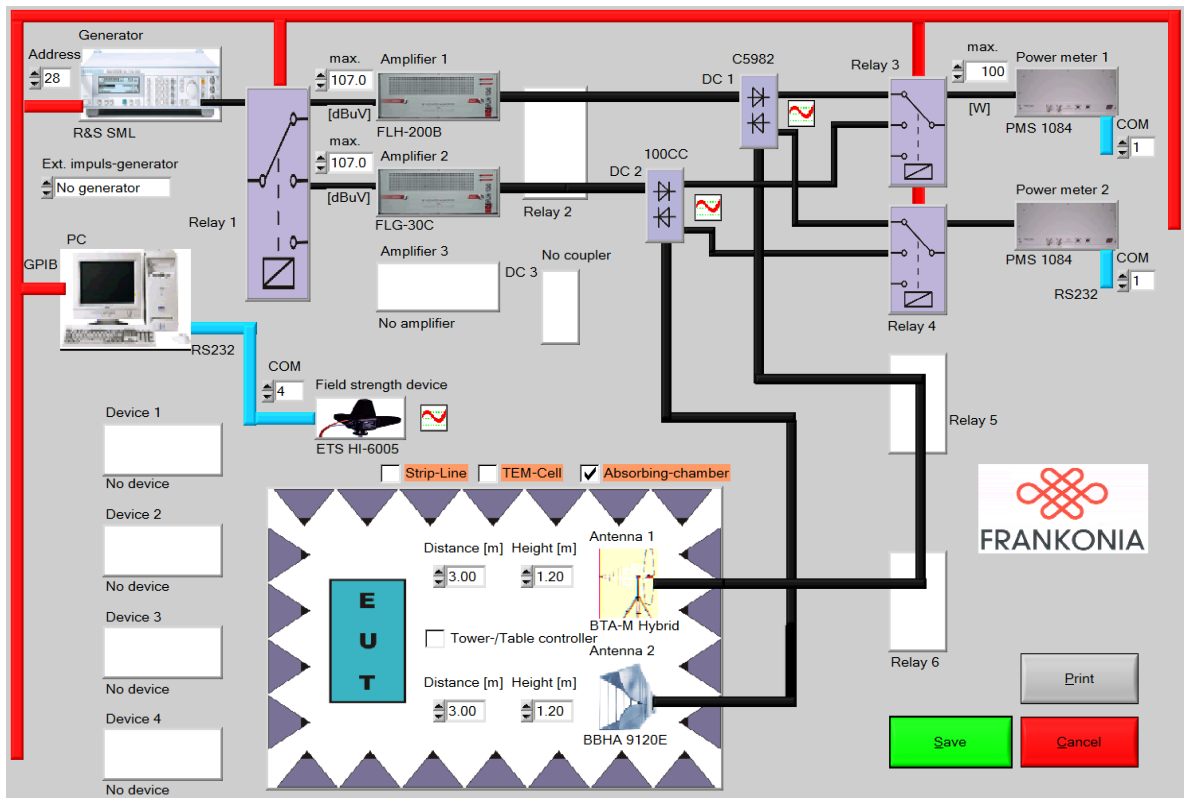 Generator
Address
28
R&S SML
Ext. impuls-generator
No generator
Relay 1
max.
107.0
[dBuV]
Amplifier 1
FLH-200B
max.
107.0
[dBuV]
Amplifier 2
FLG-30C
Amplifier 3
No amplifier
Relay 2
C5982
DC 1
100CC
DC 2
No coupler
DC 3
Relay 3
max.
100
[W]
Power meter 1
PMS 1084
COM
1
Power meter 2
PMS 1084
COM
1
RS232
Relay 4
PC
GPIB
RS232
COM
4
Field strength device
ETS HI-6005
Relay 5
Device 1
No device
Device 2
No device
Device 3
No device
Device 4
No device
Strip-Line
TEM-Cell
Absorbing-chamber
Distance [m]
Height [m]
3.00
1.20
Antenna 1
BTA-M Hybrid
E
U
T
Tower-/Table controller
Antenna 2
Distance [m]
Height [m]
3.00
1.20
BBHA 9120E
FRANKONIA
Relay 6
Print
Save
Cancel